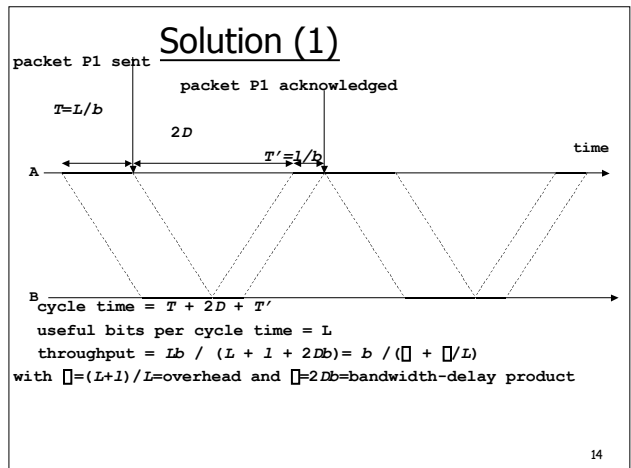 Solution (1)
packet P1 sent
packet P1 acknowledged
T=L/b
2D
T'=l/b
time
A
B
cycle time = T + 2D + T'
useful bits per cycle time = L
throughput = Lb / (L + l + 2Db)= b /(▯ + ▯/L)
with ▯=(L+l)/L=overhead and ▯=2Db=bandwidth-delay product
14